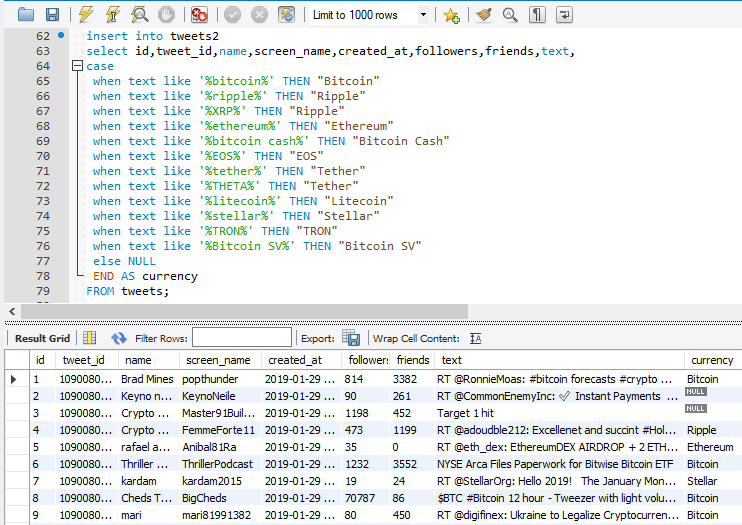 Limit to 1000 rows
62 insert into tweets2
63 select id,tweet_id,name,screen_name,created_at,followers,friends,text,
64 case
65 when text like '%bitcoin%' THEN "Bitcoin"
66 when text like '%ripple%' THEN "Ripple"
67 when text like '%XRP%' THEN "Ripple"
68 when text like '%ethereum%' THEN "Ethereum"
69 when text like '%bitcoin cash%' THEN "Bitcoin Cash"
70 when text like '%EOS%' THEN "EOS"
71 when text like '%tether%' THEN "Tether"
72 when text like '%THETA%' THEN "Tether"
73 when text like '%litecoin%' THEN "Litecoin"
74 when text like '%stellar%' THEN "Stellar"
75 when text like '%TRON%' THEN "TRON"
76 when text like '%Bitcoin SV%' THEN "Bitcoin SV"
77 else NULL
78 END AS currency
79 FROM tweets;
Result Grid Filter Rows: Export: Wrap Cell Content:
id tweet_id name screen_name created_at followers friends text currency
1 1090080... Brad Mines popthunder 2019-01-29 ... 814 3382 RT @RonnieMoas: #bitcoin forecasts #crypto ... Bitcoin
2 1090080... Keyno n... KeynoNeile 2019-01-29 ... 90 261 RT @CommonEnemyInc: ✓ Instant Payments ... NULL
3 1090080... Crypto ... Master91Buil... 2019-01-29 ... 1198 452 Target 1 hit NULL
4 1090080... Crypto ... FemmeForte11 2019-01-29 ... 473 1199 RT @adoudble212: Excellenet and succint #Hol... Ripple
5 1090080... rafael a... Anibal81Ra 2019-01-29 ... 35 0 RT @eth_dex: EthereumDEX AIRDROP + 2 ETH... Ethereum
6 1090080... Thriller ... ThrillerPodcast 2019-01-29 ... 1232 3552 NYSE Arca Files Paperwork for Bitwise Bitcoin ETF Bitcoin
7 1090080... kardam kardam2015 2019-01-29 ... 19 24 RT @StellarOrg: Hello 2019! The January Mon... Stellar
8 1090080... Cheds T... BigCheds 2019-01-29 ... 70787 86 $BTC #Bitcoin 12 hour - Tweezer with light volu... Bitcoin
9 1090080... mari mari81991382 2019-01-29 ... 80 450 RT @digifinex: Ukraine to Legalize Cryptocurren... Bitcoin